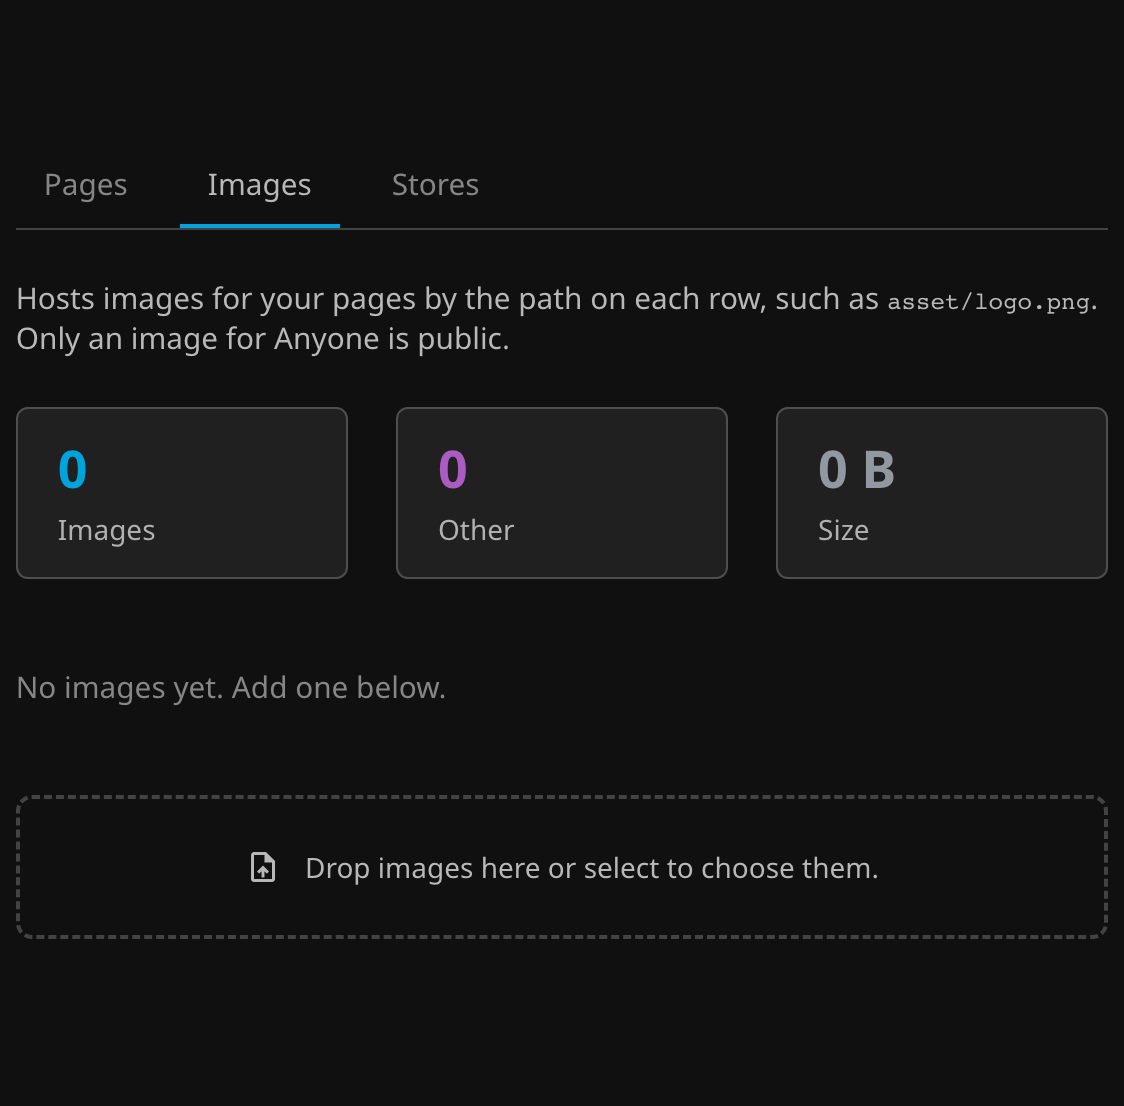 Pages Images Stores
Hosts images for your pages by the path on each row, such as asset/logo.png.
Only an image for Anyone is public.
0 0 0 B
Images Other Size
No images yet. Add one below.
Drop images here or select to choose them.